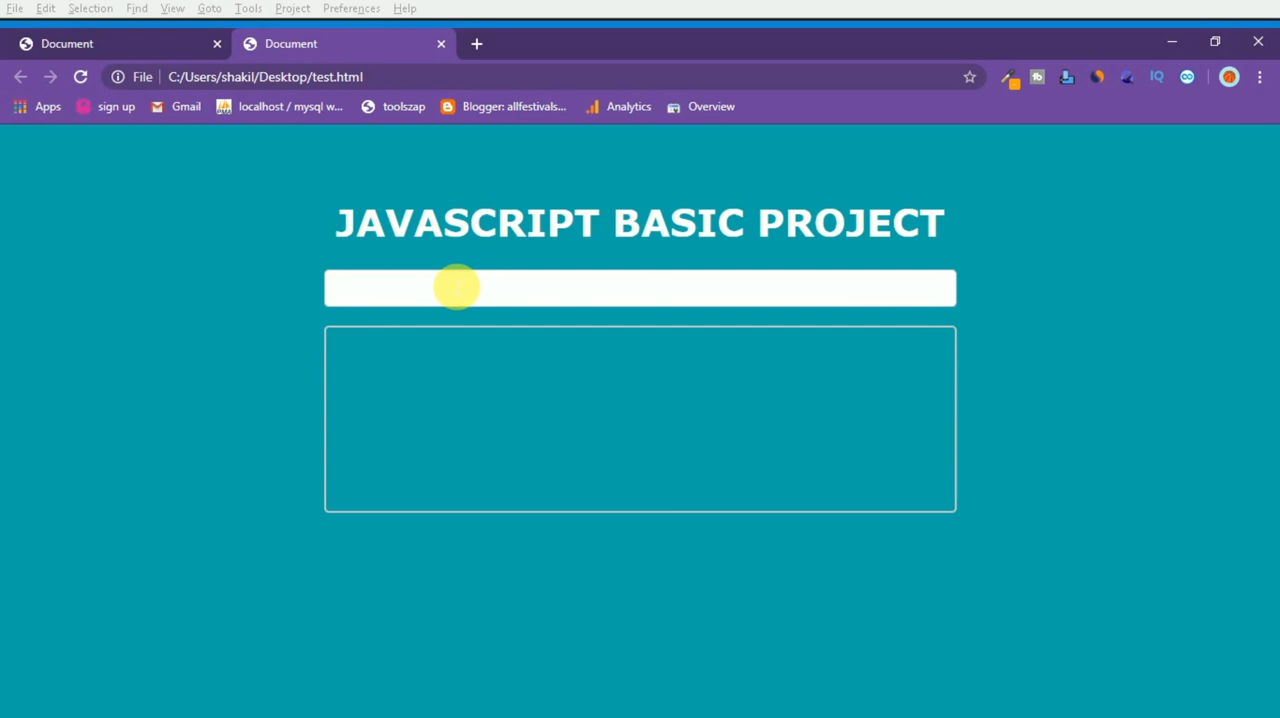 File Edit Selection Find View Goto Tools Project Preferences Help
Document Document
File C:/Users/shakil/Desktop/test.html
Apps sign up Gmail localhost / mysql w... toolszap Blogger: allfestivals... Analytics Overview
JAVASCRIPT BASIC PROJECT